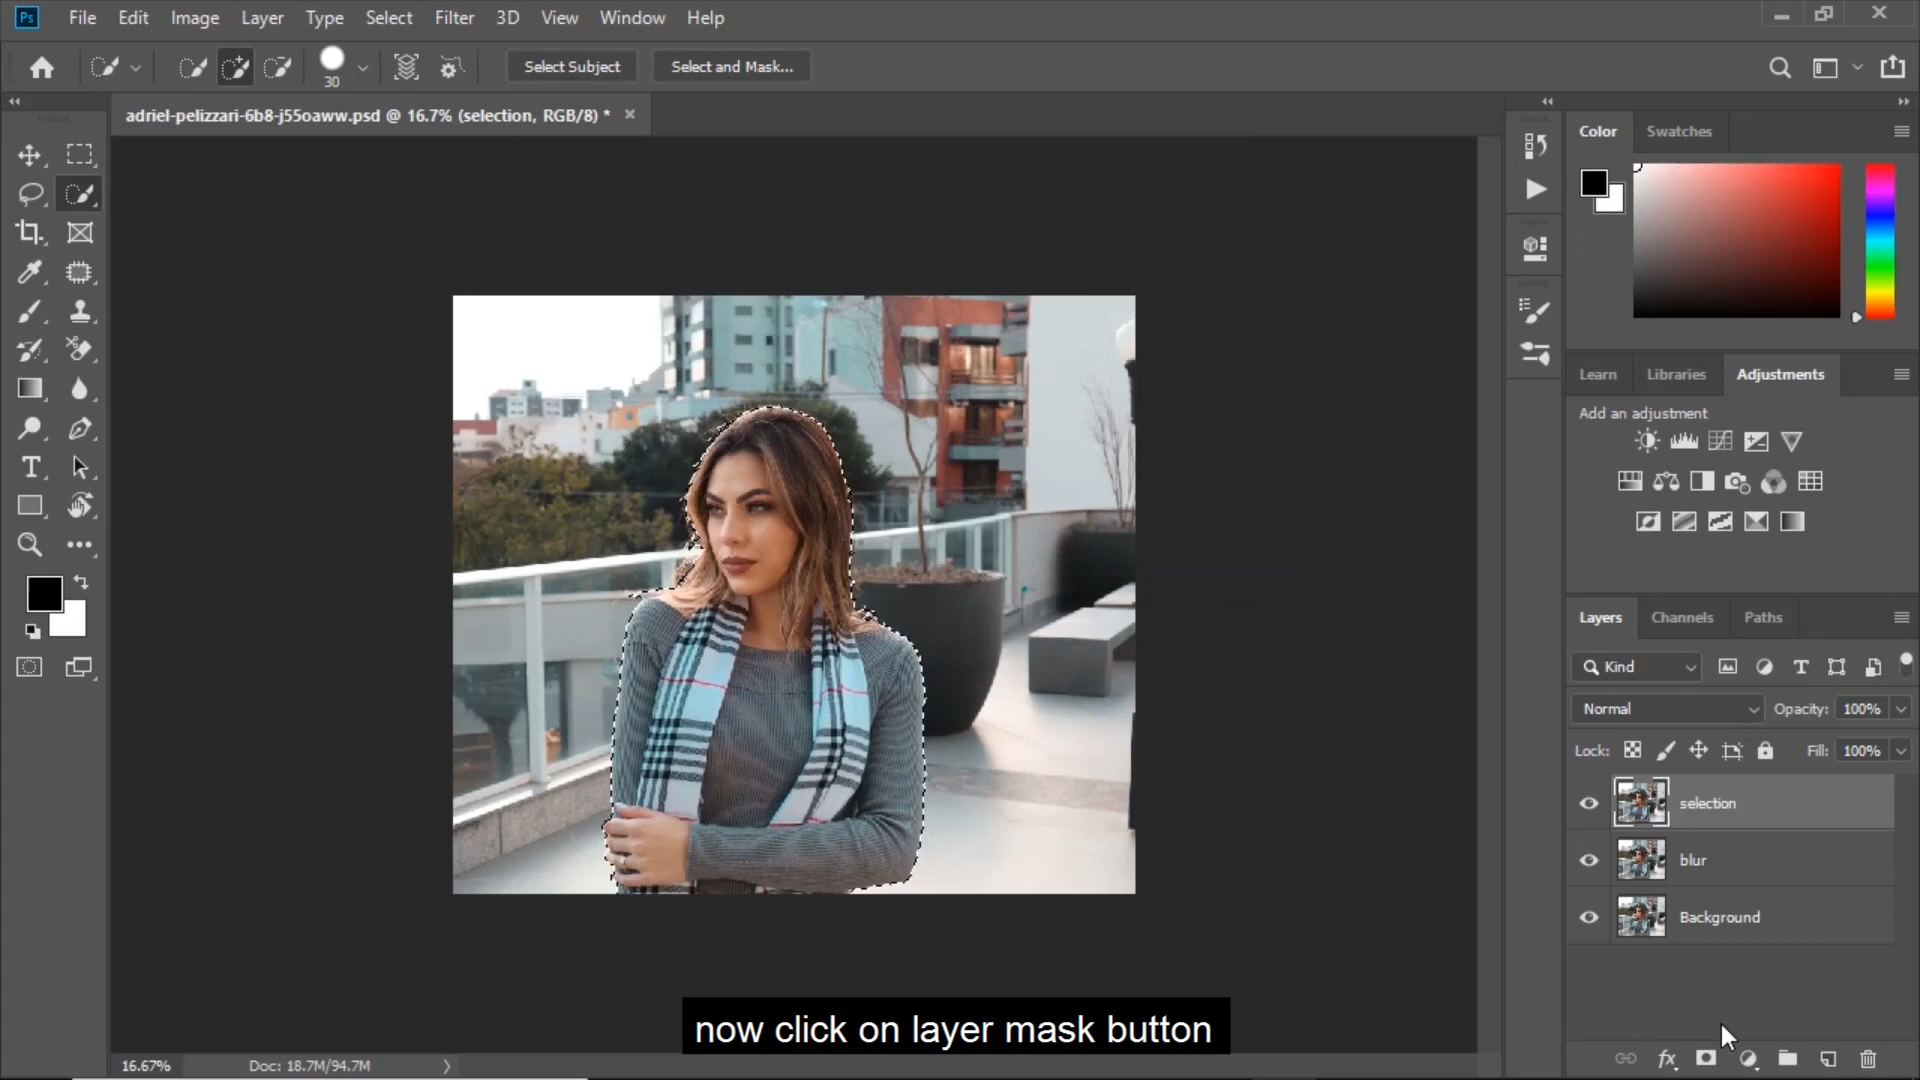 Ps File Edit Image Layer Type Select Filter 3D View Window Help
30 Select Subject Select and Mask...
adriel-pelizzari-6b8-j55oaww.psd @ 16.7% (selection, RGB/8) *
Color Swatches
Learn Libraries Adjustments
Add an adjustment
Layers Channels Paths
Kind
Normal Opacity: 100%
Lock: Fill: 100%
selection
blur
Background
now click on layer mask button
16.67% Doc: 18.7M/94.7M
fx